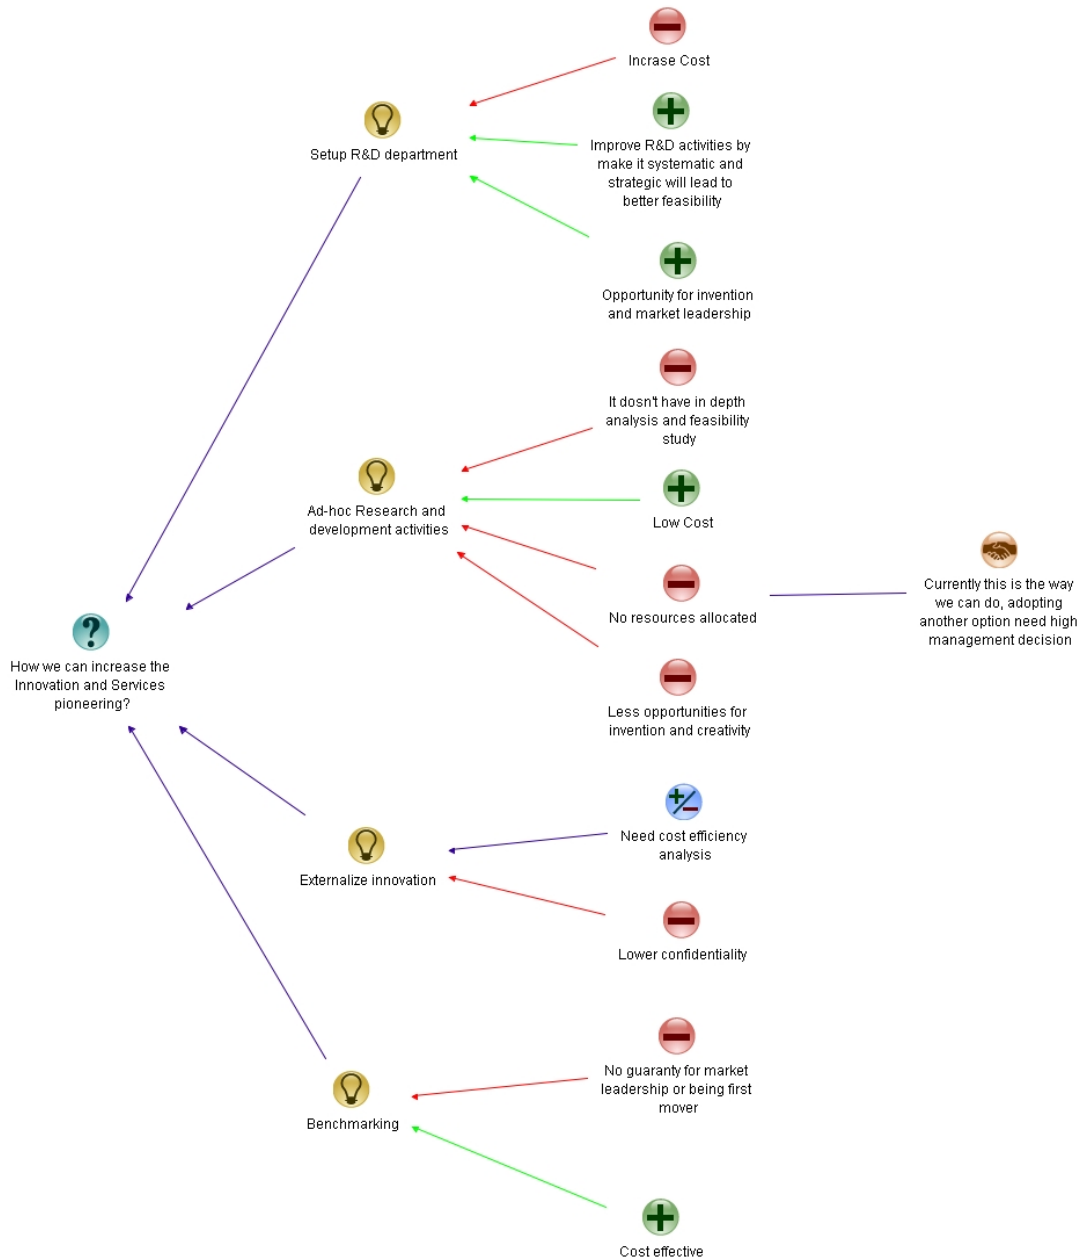 Incrase Cost
Setup R&D department
Improve R&D activities by
make it systematic and
strategic will lead to
better feasibility
Opportunity for invention
and market leadership
It dosn't have in depth
analysis and feasibility
study
Ad-hoc Research and
development activities
Low Cost
No resources allocated
Currently this is the way
we can do, adopting
another option need high
management decision
How we can increase the
Innovation and Services
pioneering?
Less opportunities for
invention and creativity
Need cost efficiency
analysis
Externalize innovation
Lower confidentiality
No guaranty for market
leadership or being first
mover
Benchmarking
Cost effective